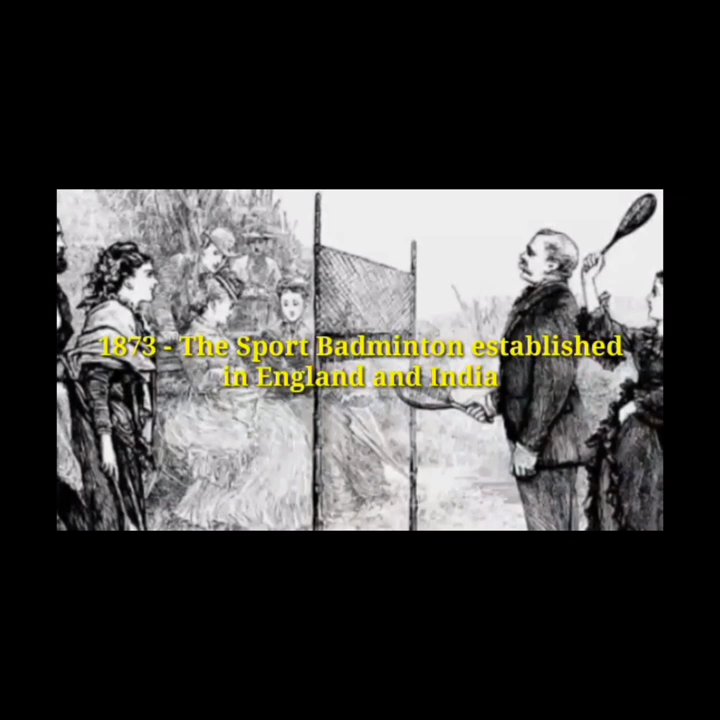 1873 - The Sport Badminton established
in England and India